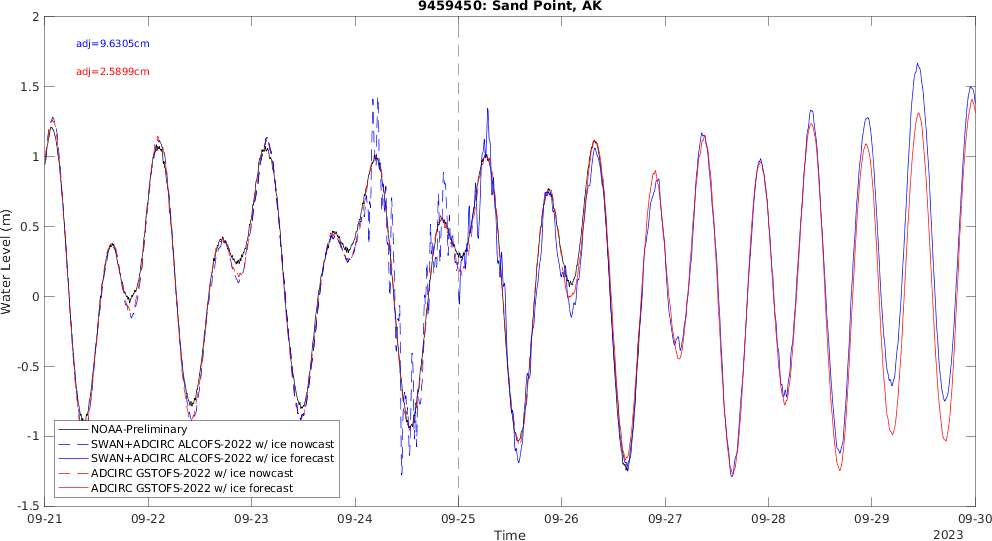 9459450: Sand Point, AK
adj=9.6305cm
adj=2.5899cm
Water Level (m)
2
1.5
1
0.5
0
-0.5
-1
-1.5
NOAA-Preliminary
SWAN+ADCIRC ALCOFS-2022 w/ ice nowcast
SWAN+ADCIRC ALCOFS-2022 w/ ice forecast
ADCIRC GSTOFS-2022 w/ ice nowcast
ADCIRC GSTOFS-2022 w/ ice forecast
09-21 09-22 09-23 09-24 09-25 09-26 09-27 09-28 09-29 09-30
Time
2023